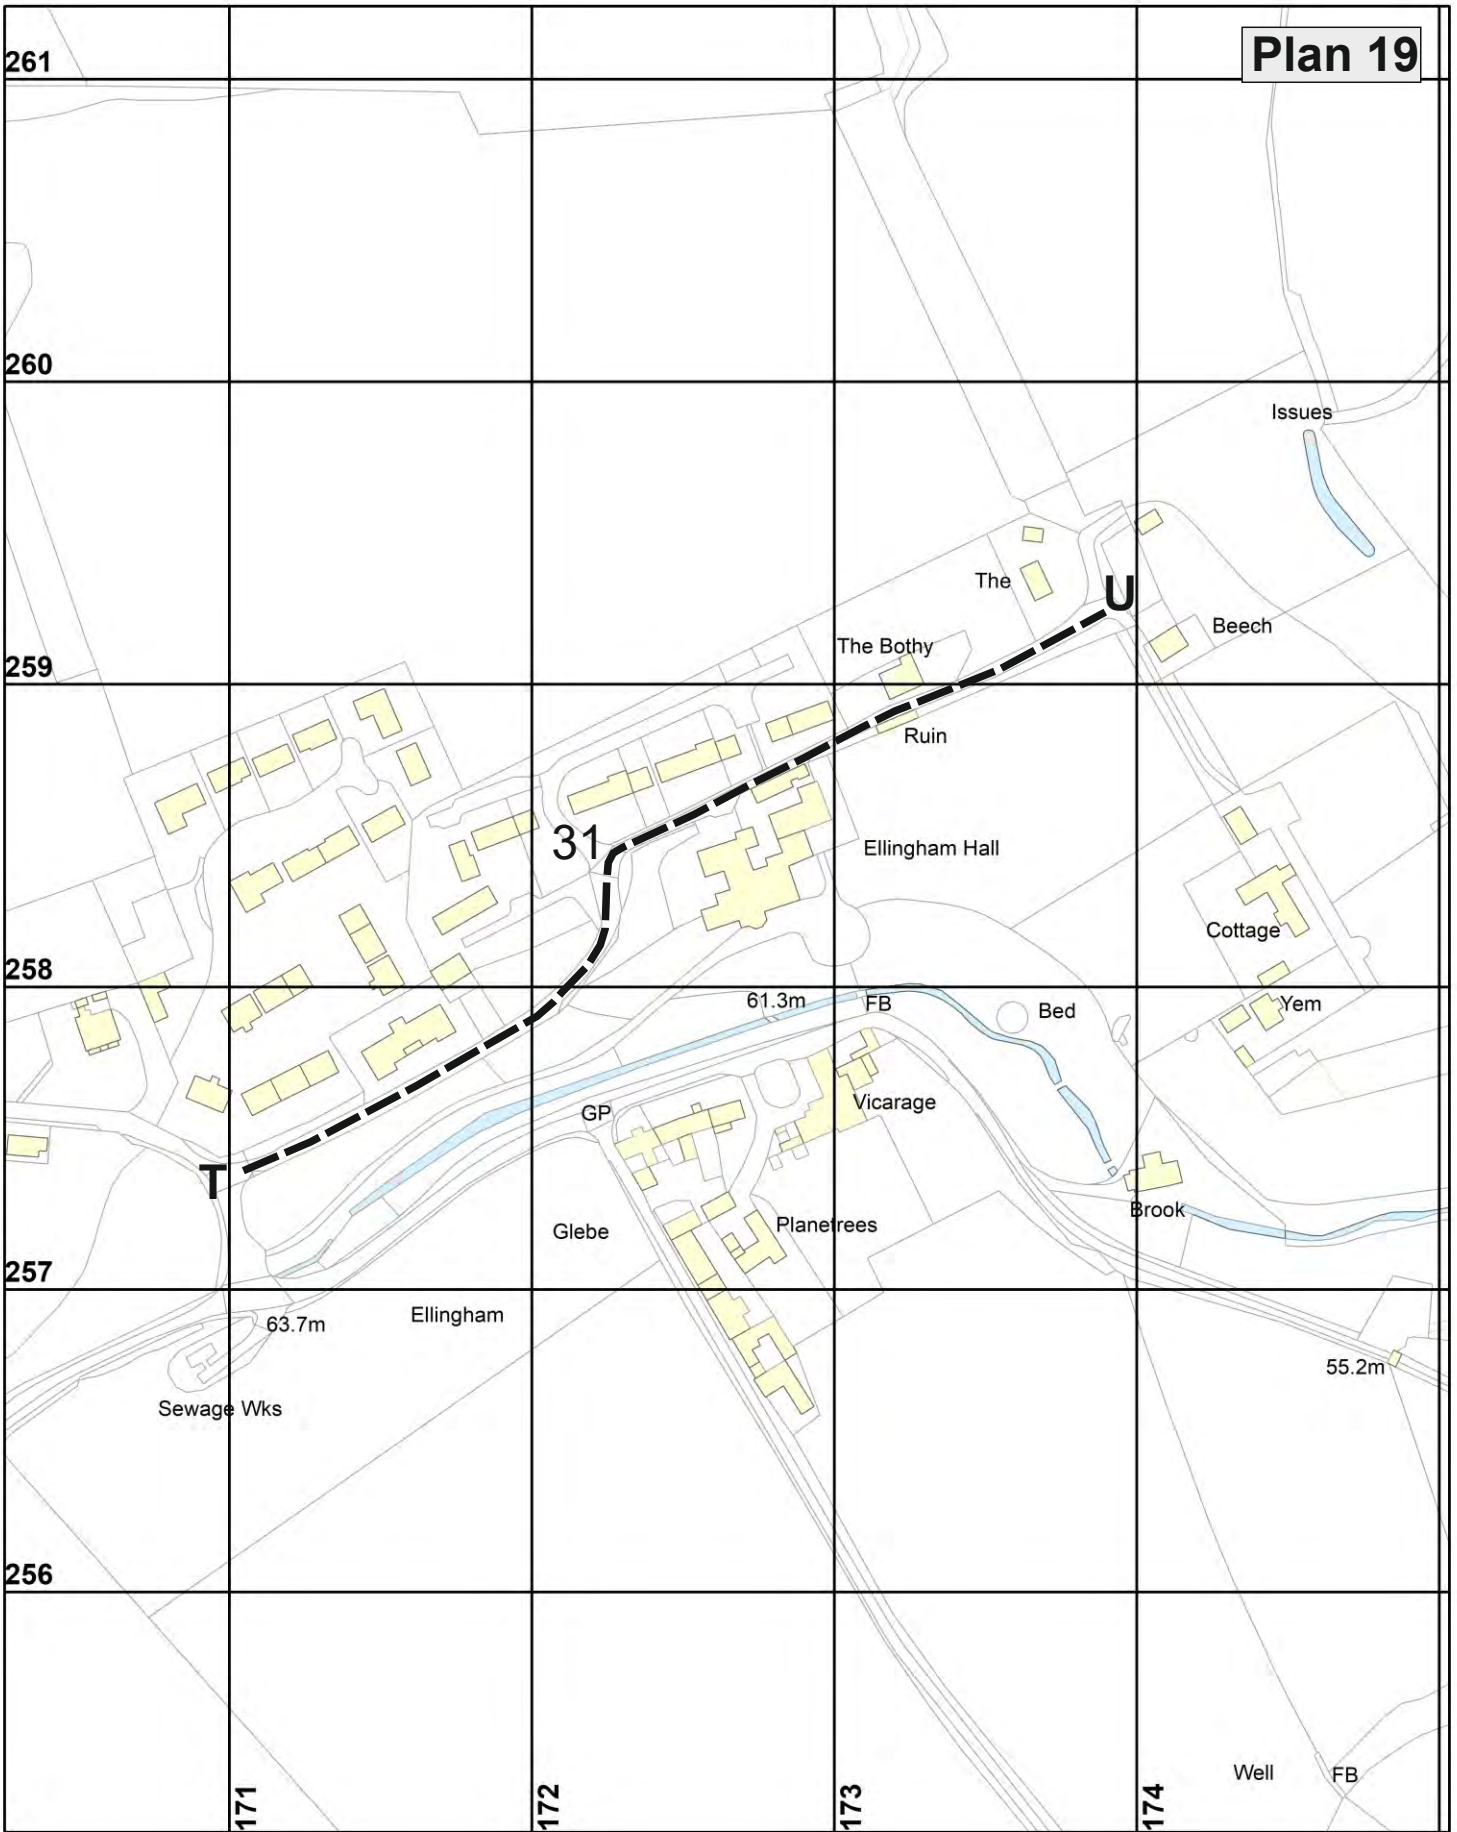 Plan 19
261
260
Issues
The
U
Beech
The Bothy
259
Ruin
31
Ellingham Hall
Cottage
258
61.3m
FB
Bed
Yem
GP
Vicarage
T
Brook
Glebe
Planetrees
257
Ellingham
63.7m
55.2m
Sewage Wks
256
Well
FB
171
172
173
174